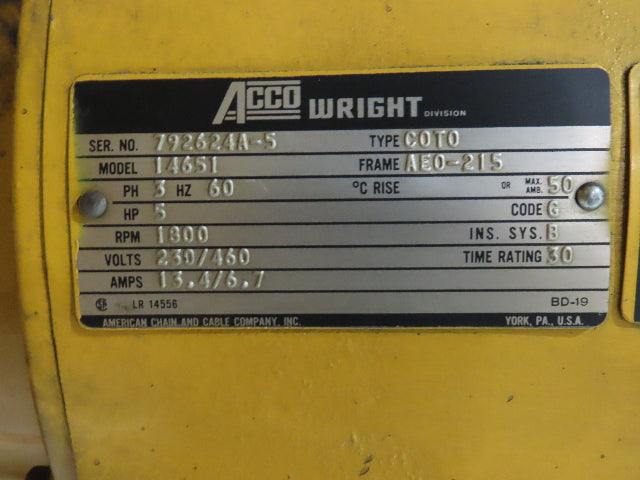 ACCO WRIGHT DIVISION
SER. NO. 792624A-5 TYPE COTO
MODEL 14651 FRAME AEO-215
PH 3 HZ 60 °C RISE OR MAX. AMB. 50
HP 5 CODE G
RPM 1800 INS. SYS. B
VOLTS 230/460 TIME RATING 30
AMPS 13.4/6.7
LR 14556 BD-19
AMERICAN CHAIN AND CABLE COMPANY, INC. YORK, PA., U.S.A.